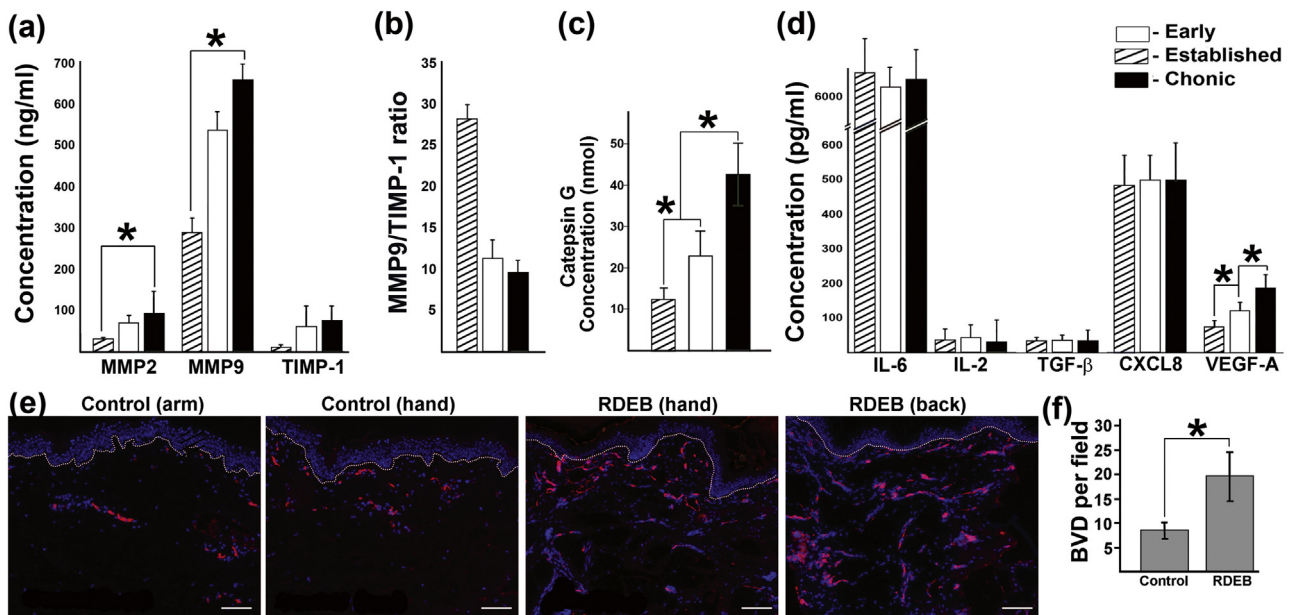 (a)
Concentration (ng/ml)
700
600
500
400
300
200
100
*
*
MMP2 MMP9 TIMP-1
(b)
MMP9/TIMP-1 ratio
35
30
25
20
15
10
5
(c)
Catepsin G
Concentration (nmol)
50
40
30
20
10
*
*
(d)
Concentration (pg/ml)
6000
500
400
300
200
100
*
*
IL-6 IL-2 TGF-β CXCL8 VEGF-A
- Early
- Established
- Chonic
(e)
Control (arm) Control (hand) RDEB (hand) RDEB (back)
(f)
BVD per field
30
25
20
15
10
5
*
Control RDEB